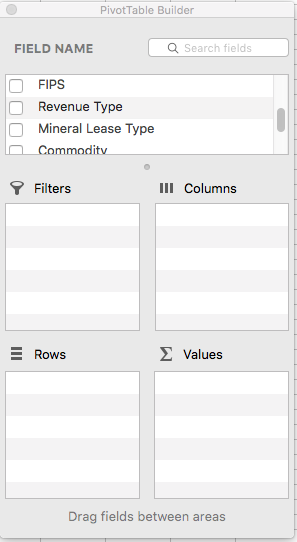 PivotTable Builder
FIELD NAME
Search fields
FIPS
Revenue Type
Mineral Lease Type
Commodity
Filters
Columns
Rows
Values
Drag fields between areas